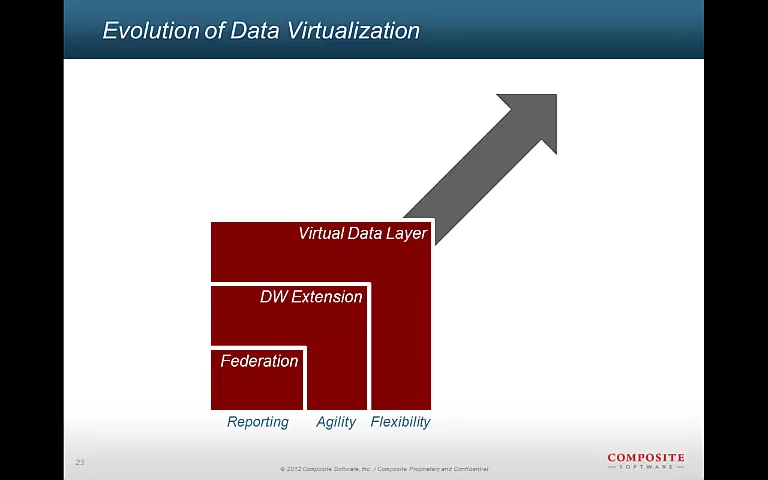 Evolution of Data Virtualization
Virtual Data Layer
DW Extension
Federation
Reporting Agility Flexibility
23
© 2012 Composite Software, Inc. / Composite Proprietary and Confidential
COMPOSITE
SOFTWARE